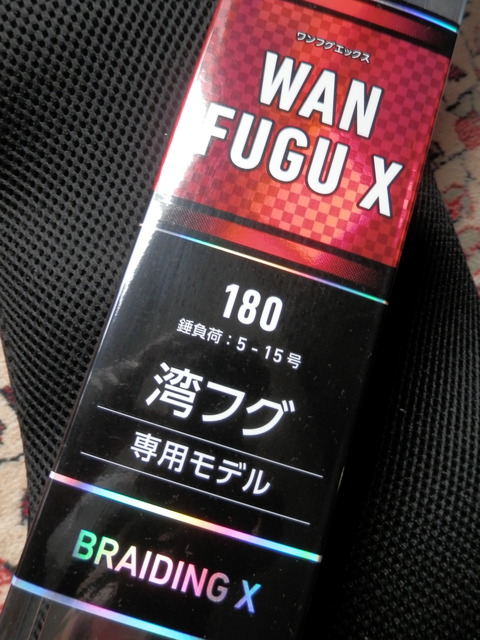 ワンフグエックス
WAN
FUGU X
180
錘負荷:5-15号
湾フグ
専用モデル
BRAIDING X